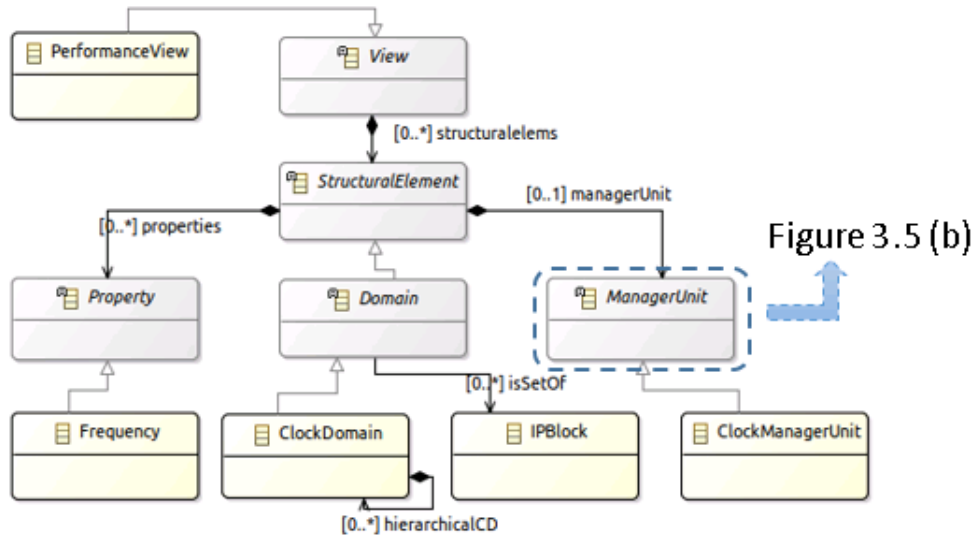 PerformanceView
View
[0..*] structuralelems
StructuralElement
[0..1] managerUnit
[0..*] properties
Figure 3.5 (b)
Property
Domain
ManagerUnit
[0..*] isSetOf
Frequency
ClockDomain
IPBlock
ClockManagerUnit
[0..*] hierarchicalCD